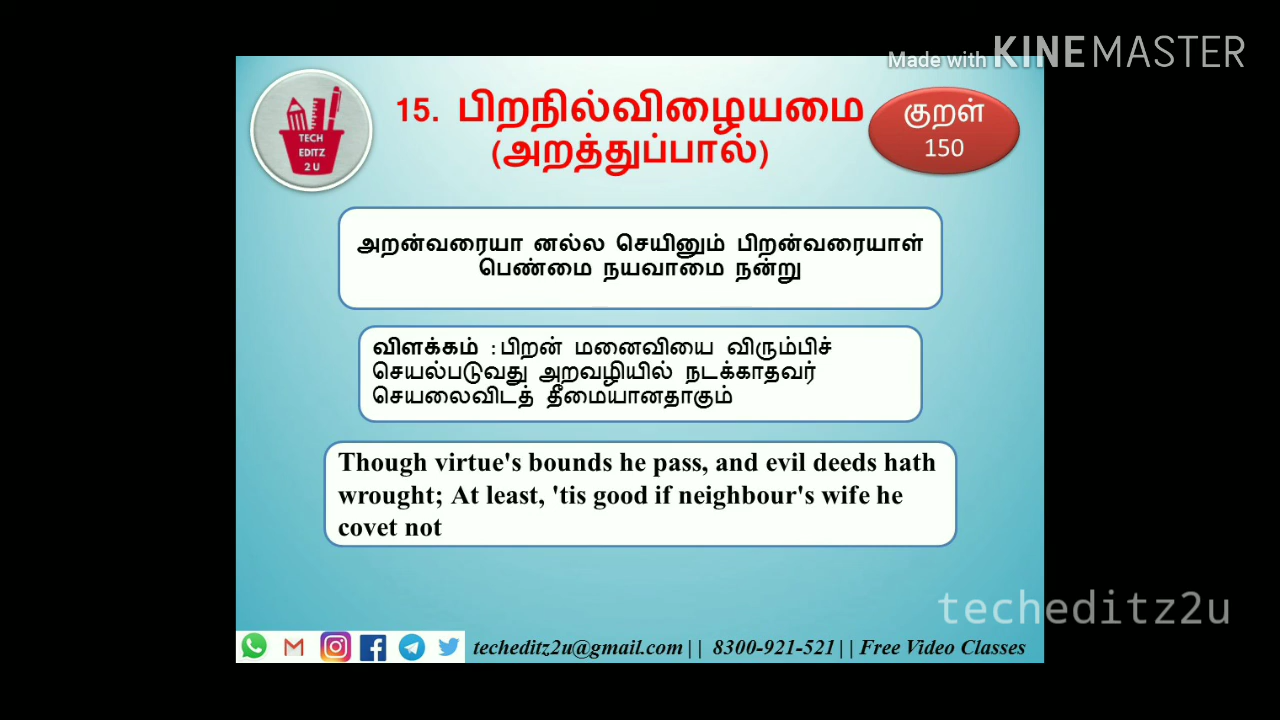 Made with KINEMASTER
TECH
EDITZ
2 U
15. பிறநில்விழையமை
(அறத்துப்பால்)
குறள்
150
அறன்வரையா னல்ல செயினும் பிறன்வரையாள்
பெண்மை நயவாமை நன்று
விளக்கம் : பிறன் மனைவியை விரும்பிச்
செயல்படுவது அறவழியில் நடக்காதவர்
செயலைவிடத் தீமையானதாகும்
Though virtue's bounds he pass, and evil deeds hath
wrought; At least, 'tis good if neighbour's wife he
covet not
techeditz2u
techeditz2u@gmail.com || 8300-921-521 || Free Video Classes